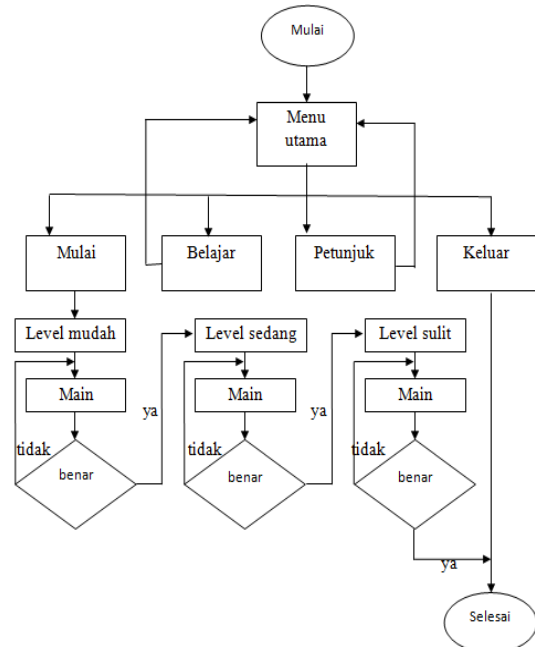 Mulai
Menu
utama
Mulai
Belajar
Petunjuk
Keluar
Level mudah
Level sedang
Level sulit
Main
ya
Main
ya
Main
tidak
benar
tidak
benar
tidak
benar
ya
Selesai